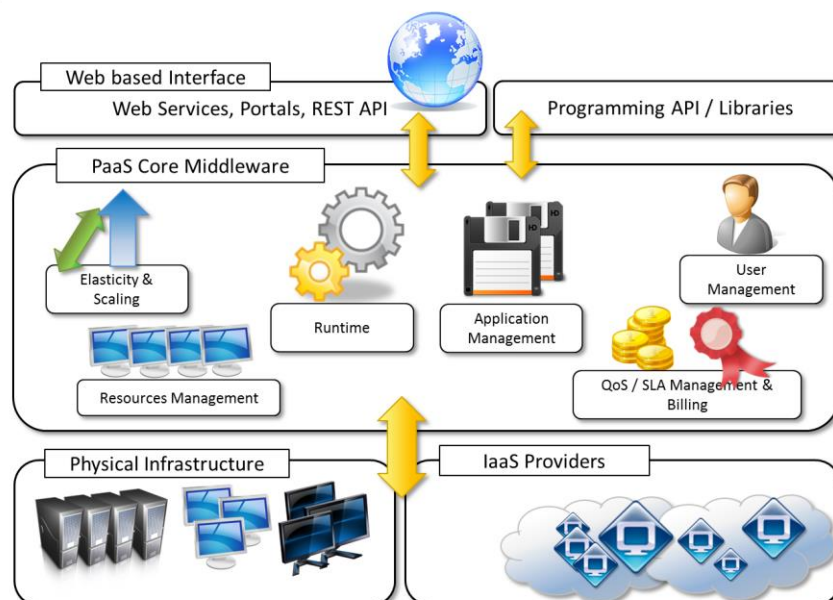 Web based Interface
Web Services, Portals, REST API
Programming API / Libraries
PaaS Core Middleware
Elasticity &
Scaling
Runtime
Application
Management
User
Management
Resources Management
QoS / SLA Management &
Billing
Physical Infrastructure
IaaS Providers